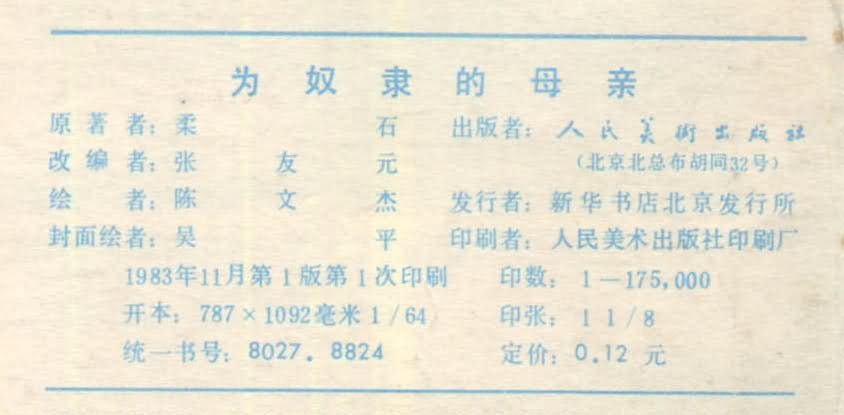 为奴隶的母亲
原著者：柔石 出版者：人民美術出版社
改编者：张友元 （北京北总布胡同32号）
绘者：陈文杰 发行者：新华书店北京发行所
封面绘者：吴平 印刷者：人民美术出版社印刷厂
1983年11月第1版第1次印刷 印数：1—175,000
开本：787×1092毫米1/64 印张：1 1/8
统一书号：8027.8824 定价：0.12元